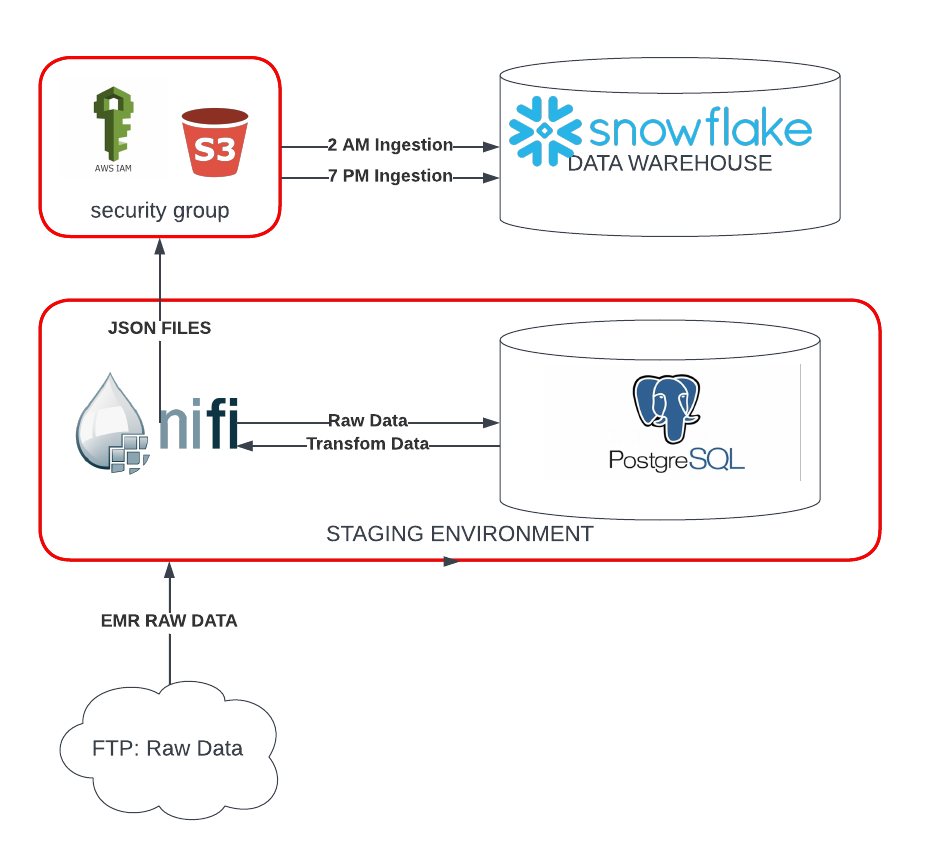 AWS IAM
S3
security group
2 AM Ingestion
7 PM Ingestion
snowflake
DATA WAREHOUSE
JSON FILES
nifi
Raw Data
Transfom Data
PostgreSQL
STAGING ENVIRONMENT
EMR RAW DATA
FTP: Raw Data